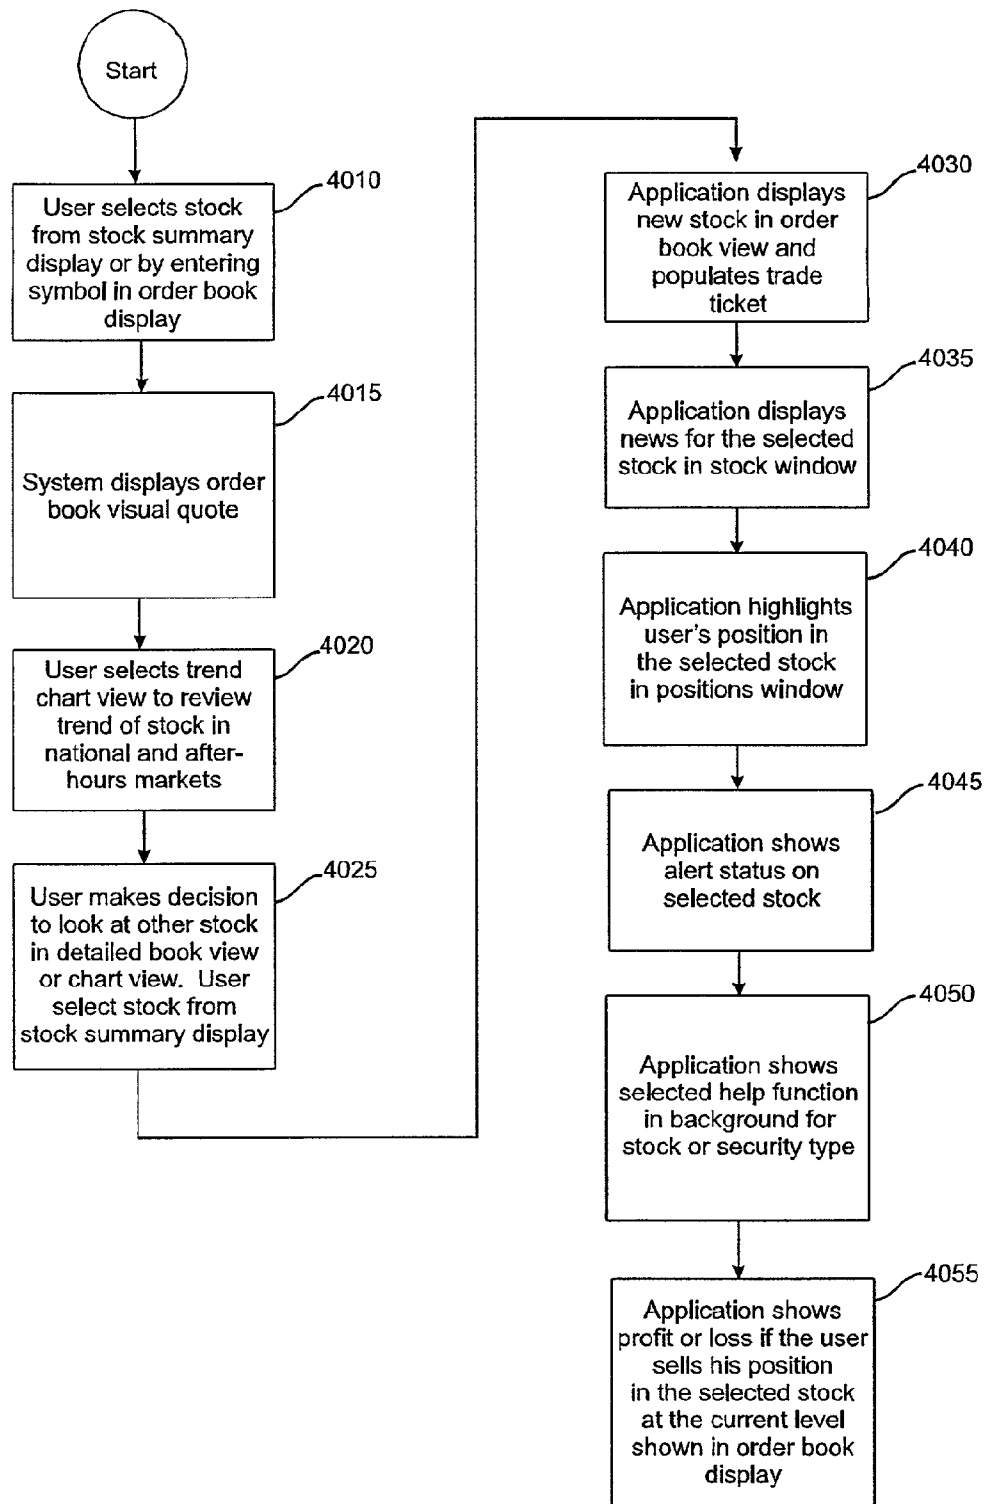 Start
4010
User selects stock
from stock summary
display or by entering
symbol in order book
display
4015
System displays order
book visual quote
4020
User selects trend
chart view to review
trend of stock in
national and after-
hours markets
4025
User makes decision
to look at other stock
in detailed book view
or chart view. User
select stock from
stock summary display
4030
Application displays
new stock in order
book view and
populates trade
ticket
4035
Application displays
news for the selected
stock in stock window
4040
Application highlights
user's position in
the selected stock
in positions window
4045
Application shows
alert status on
selected stock
4050
Application shows
selected help function
in background for
stock or security type
4055
Application shows
profit or loss if the user
sells his position
in the selected stock
at the current level
shown in order book
display